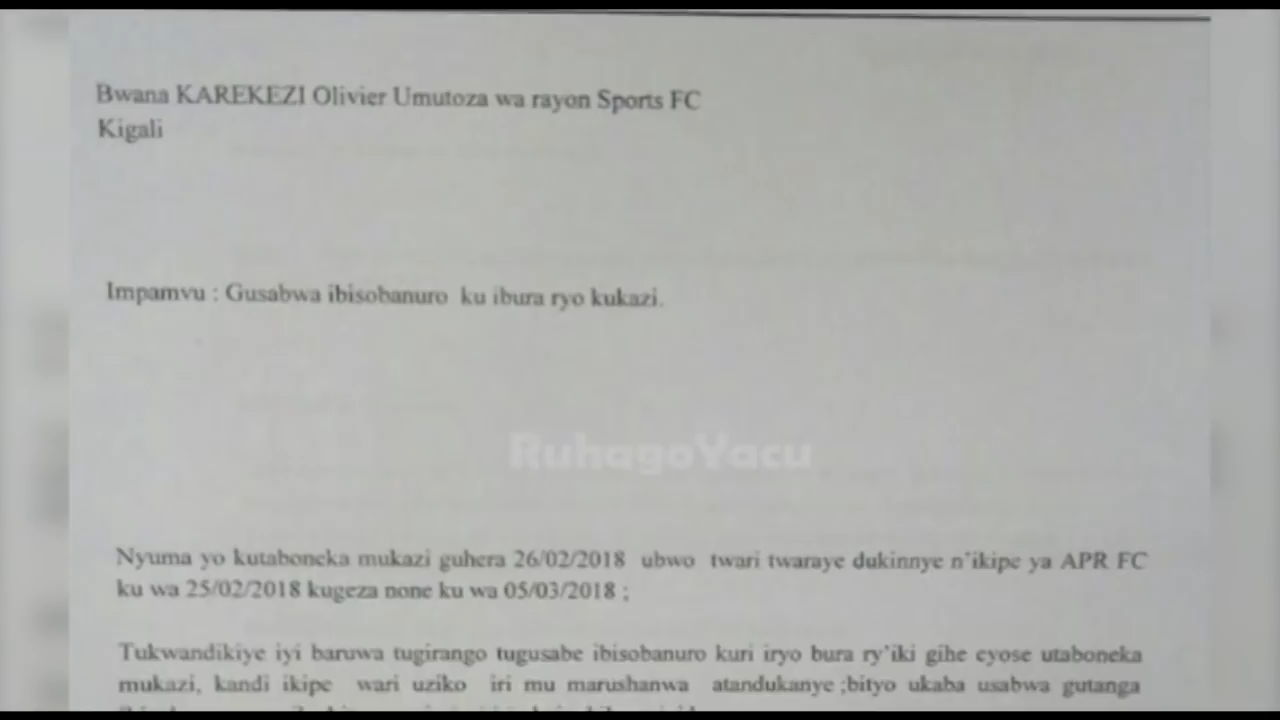 Bwana KAREKEZI Olivier Umutoza wa rayon Sports FC
Kigali
Impamvu : Gusabwa ibisobanuro ku ibura ryo kukazi.
RuhagoYacu
Nyuma yo kutaboneka mukazi guhera 26/02/2018 ubwo twari twaraye dukinnye n'ikipe ya APR FC
ku wa 25/02/2018 kugeza none ku wa 05/03/2018 ;
Tukwandikiye iyi baruwa tugirango tugusabe ibisobanuro kuri iryo bura ry'iki gihe cyose utaboneka
mukazi, kandi ikipe wari uziko iri mu marushanwa atandukanye ;bityo ukaba usabwa gutanga